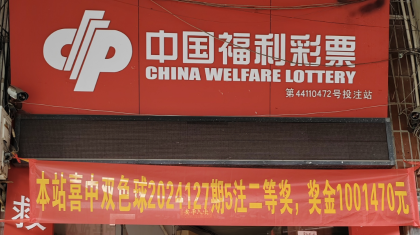 中国福利彩票
CHINA WELFARE LOTTERY
第44110472号投注站
本站喜中双色球2024127期5注二等奖，奖金1001470元
救